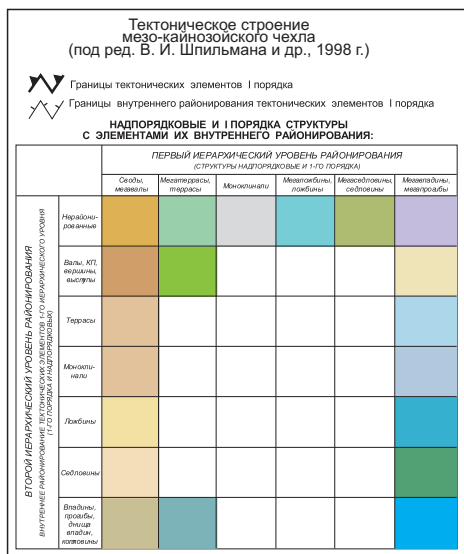 Тектоническое строение
мезо-кайнозойского чехла
(под ред. В. И. Шпильмана и др., 1998 г.)
Границы тектонических элементов I порядка
Границы внутреннего районирования тектонических элементов I порядка
НАДПОРЯДКОВЫЕ И I ПОРЯДКА СТРУКТУРЫ
С ЭЛЕМЕНТАМИ ИХ ВНУТРЕННЕГО РАЙОНИРОВАНИЯ:
ПЕРВЫЙ ИЕРАРХИЧЕСКИЙ УРОВЕНЬ РАЙОНИРОВАНИЯ
(СТРУКТУРЫ НАДПОРЯДКОВЫЕ И 1-ГО ПОРЯДКА)
Своды,
мегавалы
Мегатеррасы,
террасы
Моноклинали
Мегаложбины,
ложбины
Мегаседловины,
седловины
Мегавпадины,
мегапрогибы
ВТОРОЙ ИЕРАРХИЧЕСКИЙ УРОВЕНЬ РАЙОНИРОВАНИЯ
ВНУТРЕННЕЕ РАЙОНИРОВАНИЕ ТЕКТОНИЧЕСКИХ ЭЛЕМЕНТОВ 1-ГО ИЕРАРХИЧЕСКОГО УРОВНЯ
(1-ГО ПОРЯДКА И НАДПОРЯДКОВЫХ)
Нерайониро-
ванные
Валы, КП,
вершины,
выступы
Террасы
Монокли-
нали
Ложбины
Седловины
Впадины,
прогибы,
днища
впадин,
котловины